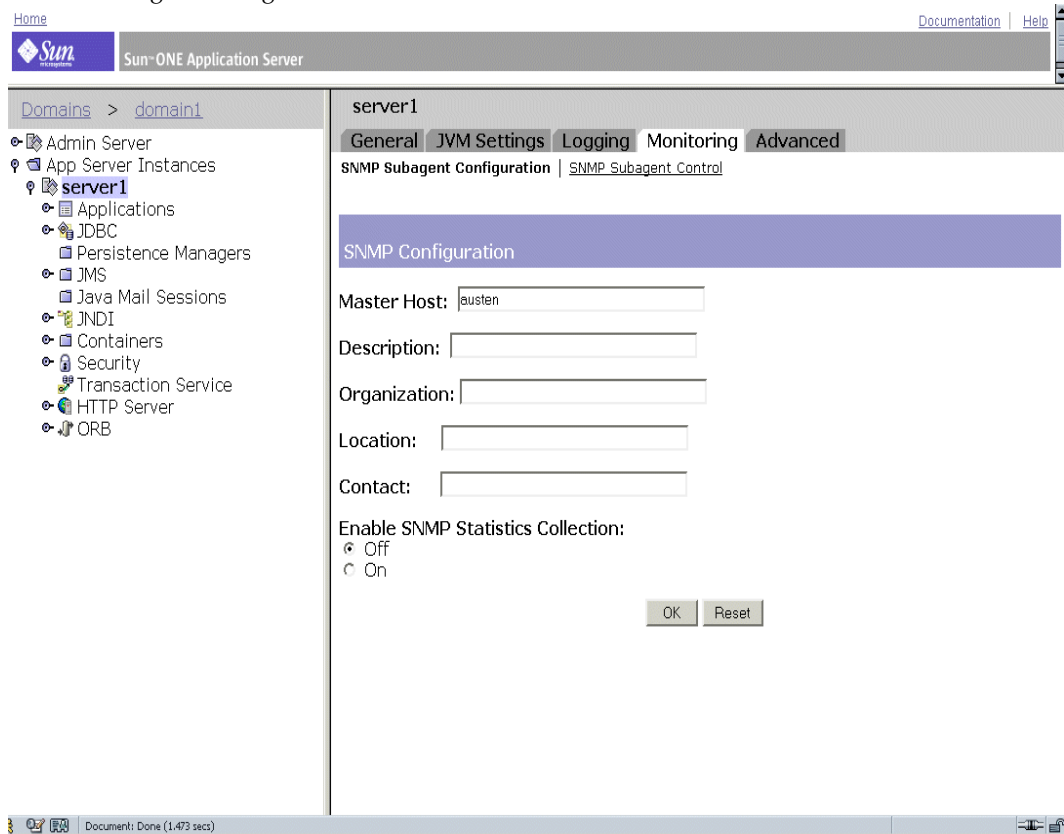 Home
Documentation | Help
Sun
microsystems
Sun™ ONE Application Server
Domains > domain1
Admin Server
App Server Instances
server1
Applications
JDBC
Persistence Managers
JMS
Java Mail Sessions
JNDI
Containers
Security
Transaction Service
HTTP Server
ORB
server1
General JVM Settings Logging Monitoring Advanced
SNMP Subagent Configuration | SNMP Subagent Control
SNMP Configuration
Master Host: austen
Description:
Organization:
Location:
Contact:
Enable SNMP Statistics Collection:
Off
On
OK Reset
Document: Done (1.473 secs)